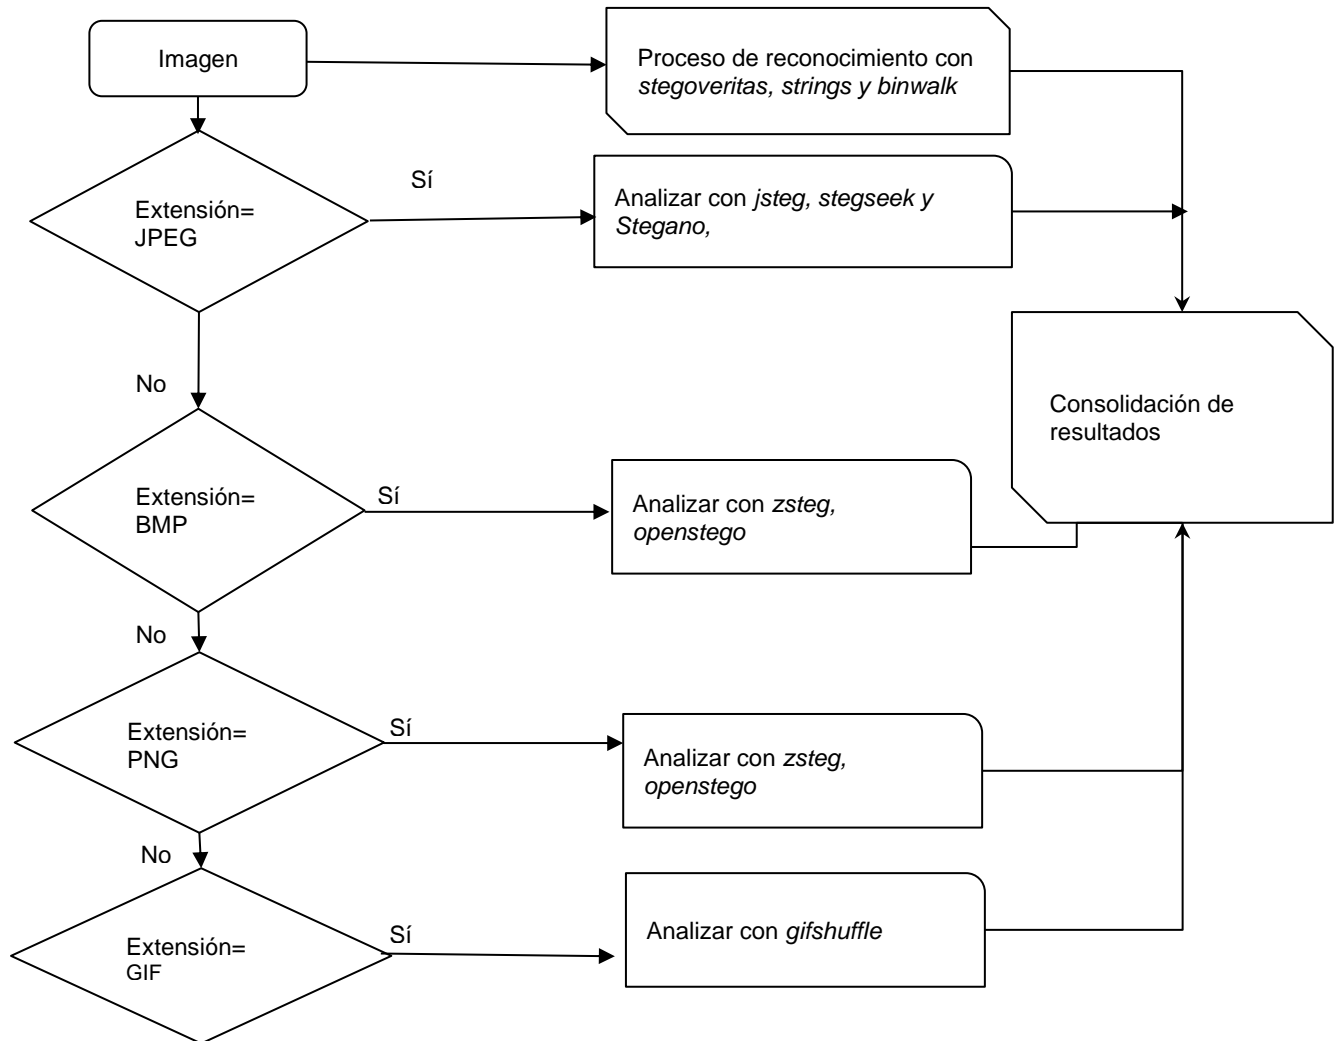 Imagen
Proceso de reconocimiento con
stegoveritas, strings y binwalk
Sí
Extensión=
JPEG
Analizar con jsteg, stegseek y
Stegano,
No
Consolidación de
resultados
Extensión=
BMP
Sí
Analizar con zsteg,
openstego
No
Extensión=
PNG
Sí
Analizar con zsteg,
openstego
No
Extensión=
GIF
Sí
Analizar con gifshuffle